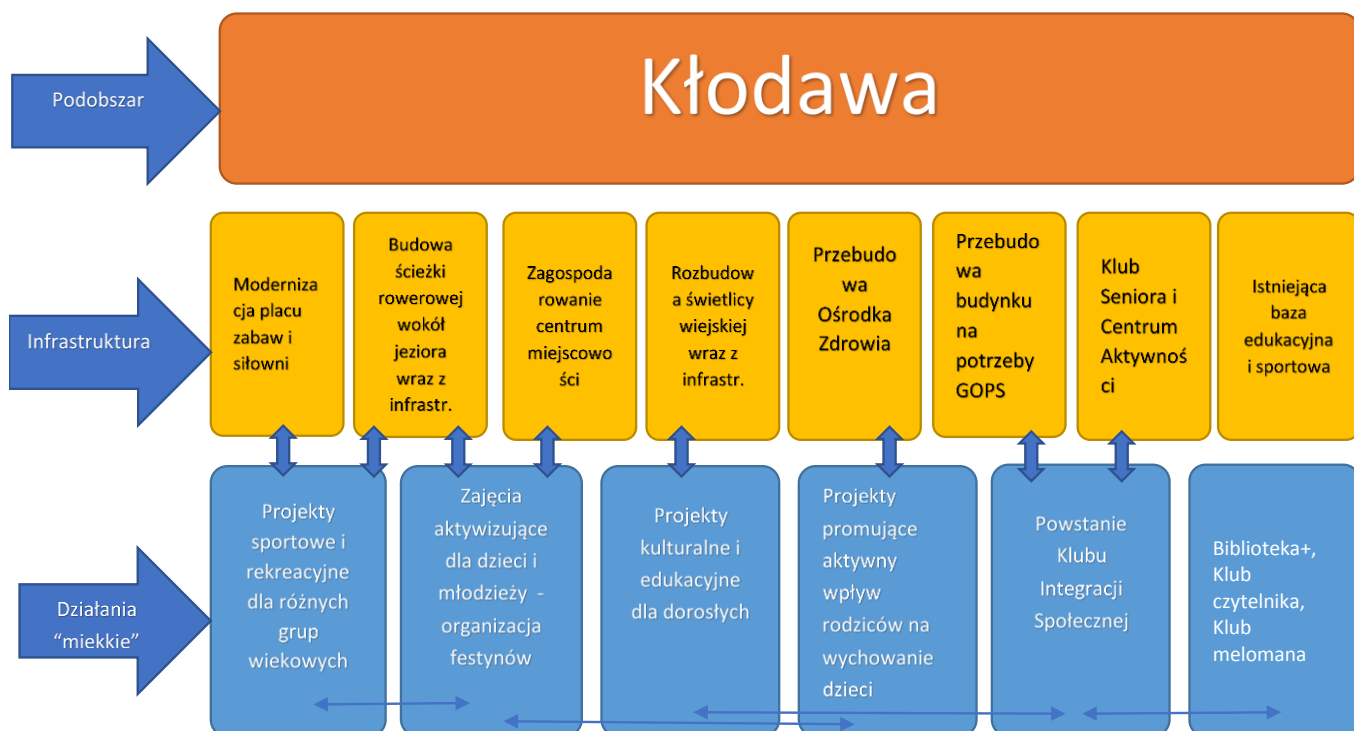 Podobszar
Kłodawa
Infrastruktura
Moderniza
cja placu
zabaw i
siłowni
Budowa
ścieżki
rowerowej
wokół
jeziora
wraz z
infrastr.
Zagospoda
rowanie
centrum
miejscowo
ści
Rozbudow
a świetlicy
wiejskiej
wraz z
infrastr.
Przebudo
wa
Ośrodka
Zdrowia
Przebudo
wa
budynku
na
potrzeby
GOPS
Klub
Seniora i
Centrum
Aktywnoś
ci
Istniejąca
baza
edukacyjna
i sportowa
Działania
“miekkie”
Projekty
sportowe i
rekreacyjne
dla różnych
grup
wiekowych
Zajęcia
aktywizujące
dla dzieci i
młodzieży -
organizacja
festynów
Projekty
kulturalne i
edukacyjne
dla dorosłych
Projekty
promujące
aktywny
wpływ
rodziców na
wychowanie
dzieci
Powstanie
Klubu
Integracji
Społecznej
Biblioteka+,
Klub
czytelnika,
Klub
melomana